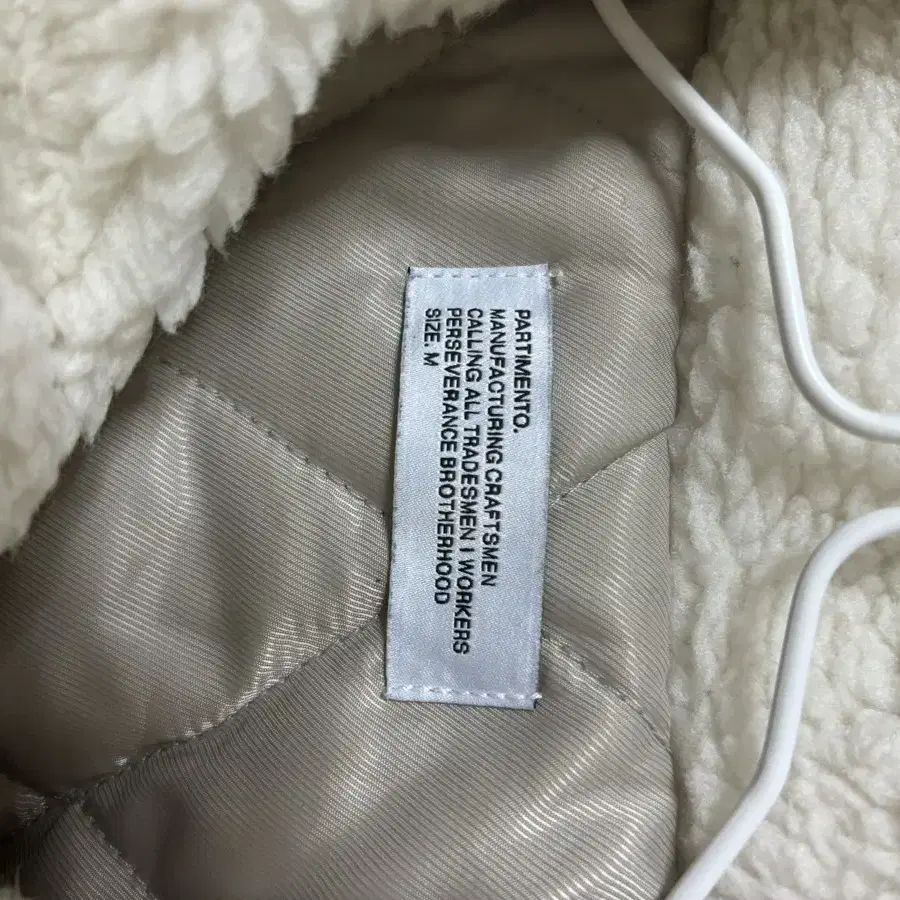 PARTIMENTO.
MANUFACTURING CRAFTSMEN
CALLING ALL TRADESMEN I WORKERS
PERSEVERANCE BROTHERHOOD
SIZE. M